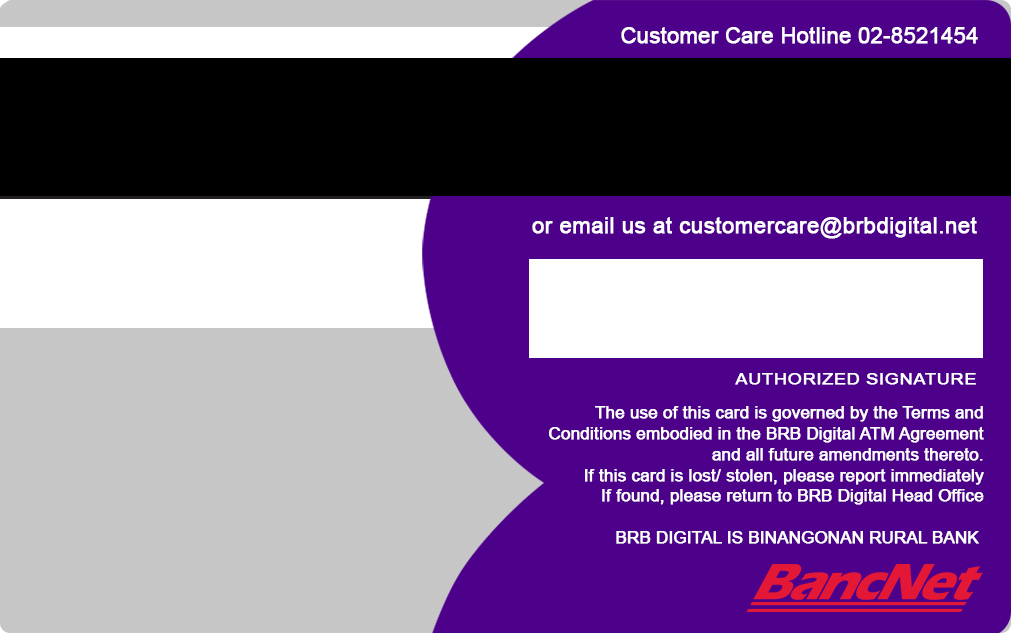 Customer Care Hotline 02-8521454
or email us at customercare@brbdigital.net
AUTHORIZED SIGNATURE
The use of this card is governed by the Terms and
Conditions embodied in the BRB Digital ATM Agreement
and all future amendments thereto.
If this card is lost/ stolen, please report immediately
If found, please return to BRB Digital Head Office
BRB DIGITAL IS BINANGONAN RURAL BANK
BancNet